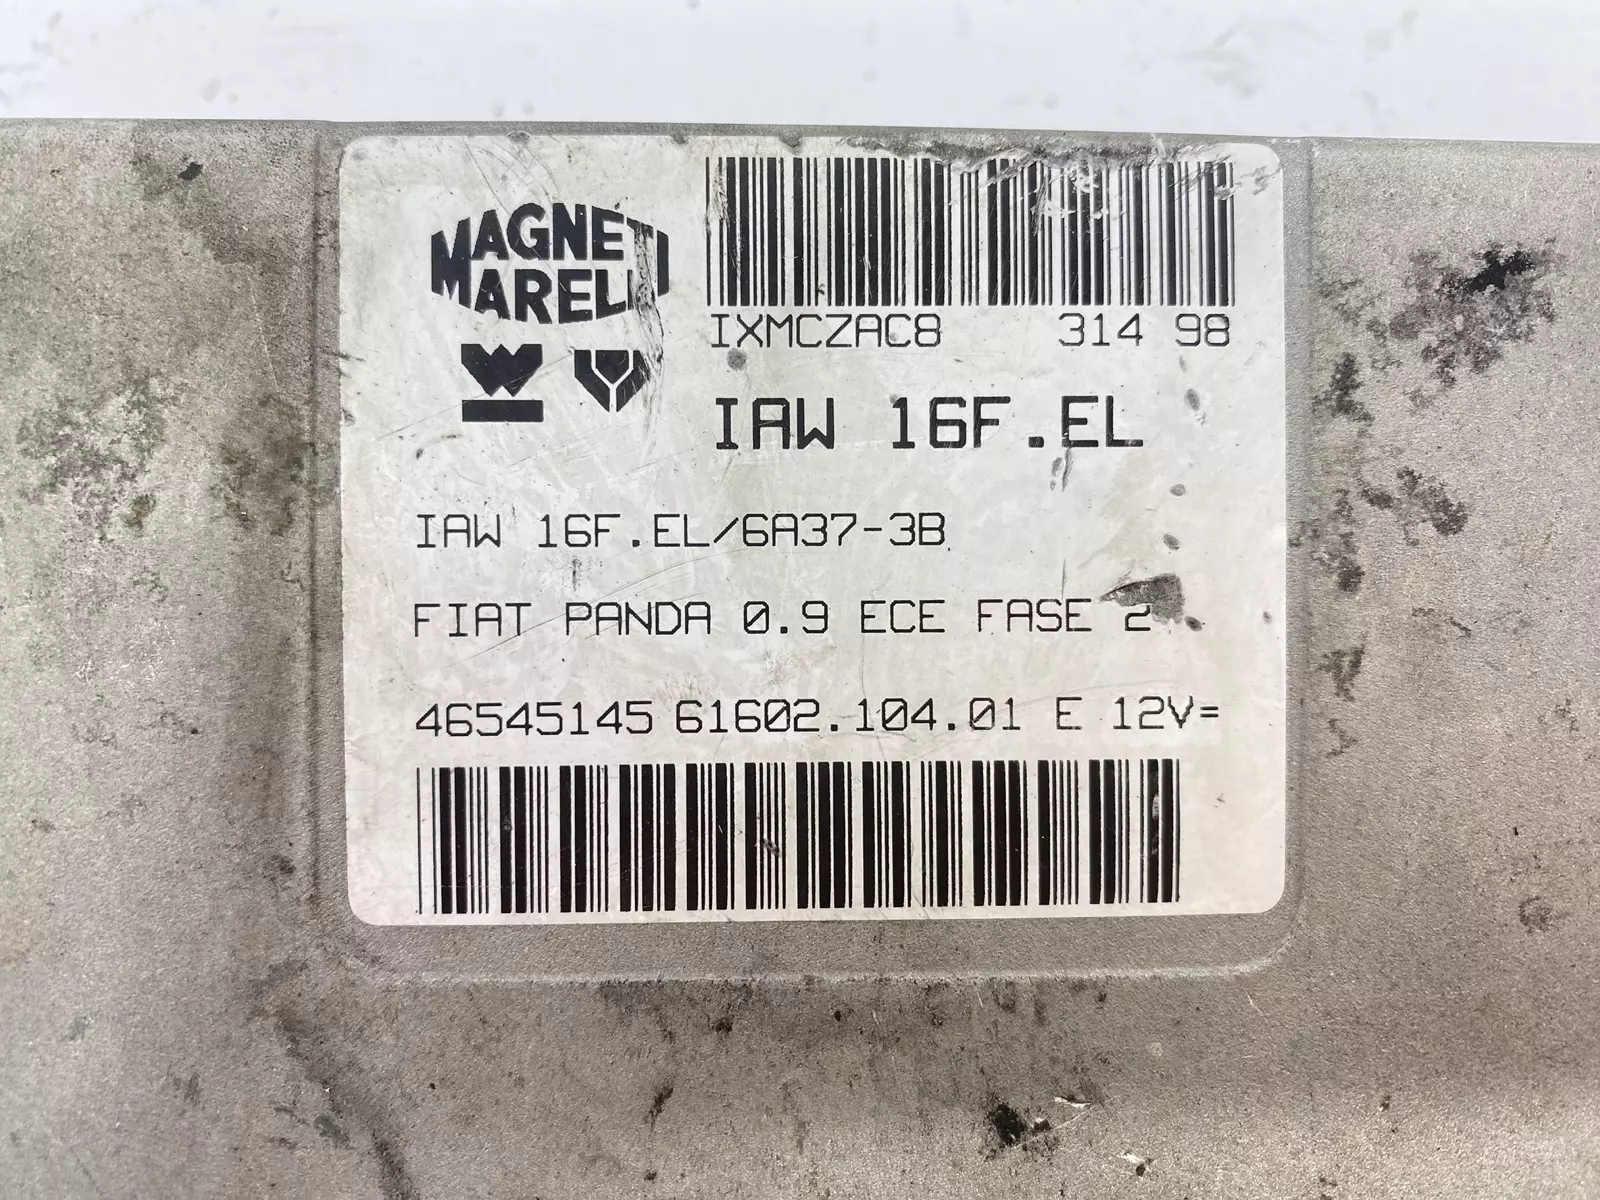 MAGNETI
MARELLI
IXMCZAC8 314 98
IAW 16F.EL
IAW 16F.EL/6A37-3B
FIAT PANDA 0.9 ECE FASE 2
46545145 61602.104.01 E 12V=